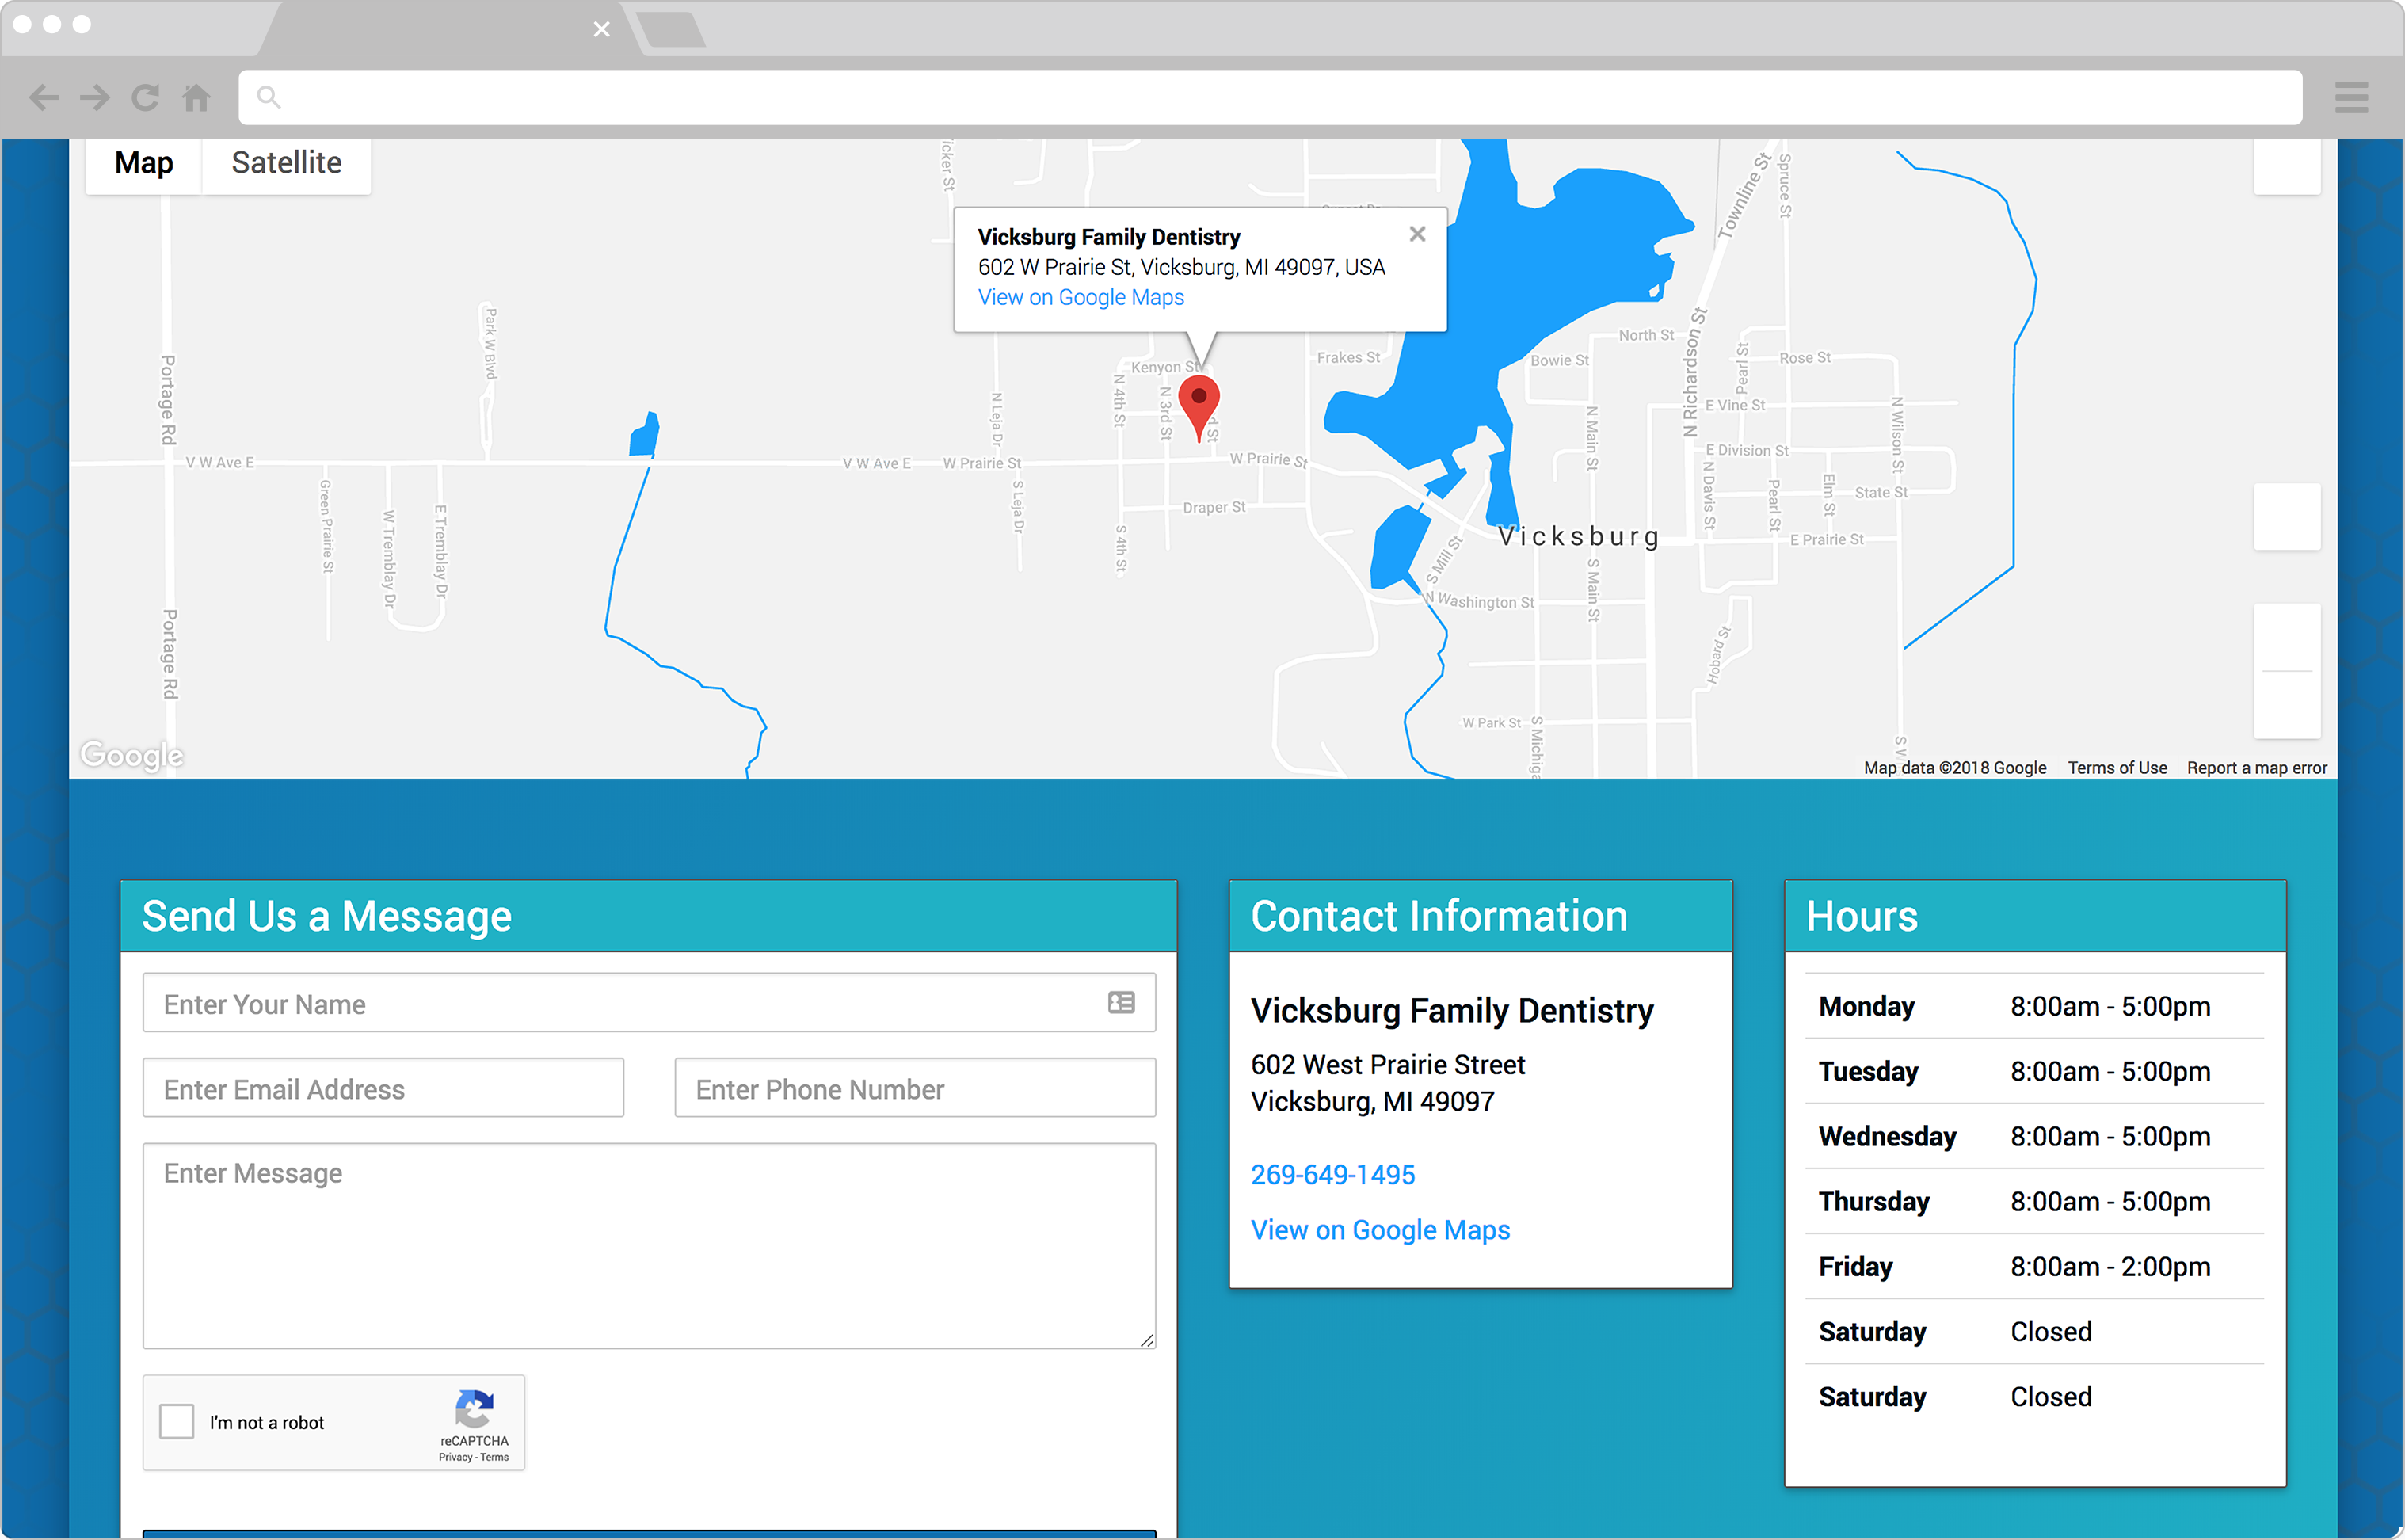 Map Satellite
icker St
Townline St
Spruce St
Vicksburg Family Dentistry
602 W Prairie St, Vicksburg, MI 49097, USA
View on Google Maps
Park W Blvd
Portage Rd
North St
N Richardson St
Kenyon St
Frakes St
Bowie St
Pearl St
Rose St
N Leja Dr
N 4th St
N 3rd St
d St
N Main St
E Vine St
N Wilson St
V W Ave E
V W Ave E
W Prairie St
W Prairie St
E Division St
Green Prairie St
W Tremblay Dr
E Tremblay Dr
S Leja Dr
Draper St
N Davis St
Pearl St
Elm St
State St
S 4th St
Vicksburg
E Prairie St
S Mill St
S Main St
N Washington St
Portage Rd
Hobard St
W Park St
S Michiga
S W
Google
Map data ©2018 Google Terms of Use Report a map error
Send Us a Message
Enter Your Name
Enter Email Address
Enter Phone Number
Enter Message
I'm not a robot
reCAPTCHA
Privacy - Terms
Contact Information
Vicksburg Family Dentistry
602 West Prairie Street
Vicksburg, MI 49097
269-649-1495
View on Google Maps
Hours
Monday 8:00am - 5:00pm
Tuesday 8:00am - 5:00pm
Wednesday 8:00am - 5:00pm
Thursday 8:00am - 5:00pm
Friday 8:00am - 2:00pm
Saturday Closed
Saturday Closed